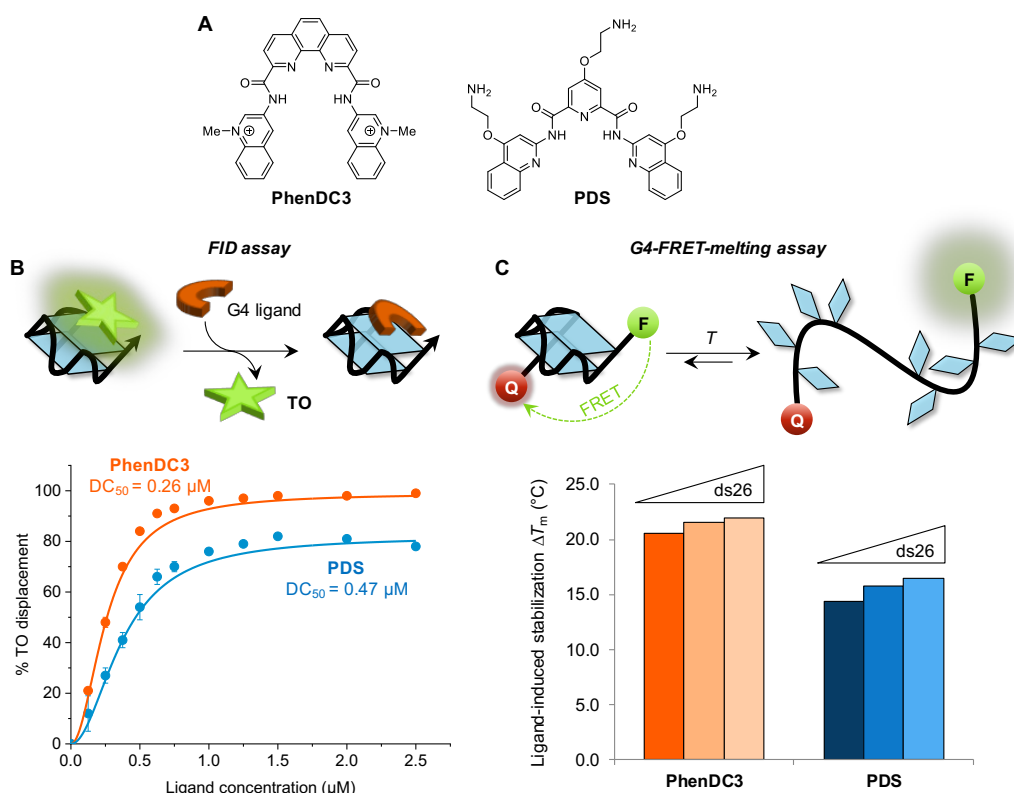 A
NH2
O
N
N
O
O
NH
HN
Me
N
+
N
+
Me
PhenDC3
NH2
O
NH2
O
O
N
O
NH
HN
O
N
N
NH2
PDS
FID assay
B
G4 ligand
TO
G4-FRET-melting assay
C
F
Q
FRET
T
F
Q
PhenDC3
DC50 = 0.26 µM
PDS
DC50 = 0.47 µM
% TO displacement
100
80
60
40
20
0
0.0 0.5 1.0 1.5 2.0 2.5
Ligand concentration (µM)
Ligand-induced stabilization ΔTm (°C)
25.0
20.0
15.0
10.0
5.0
0.0
ds26
ds26
PhenDC3 PDS